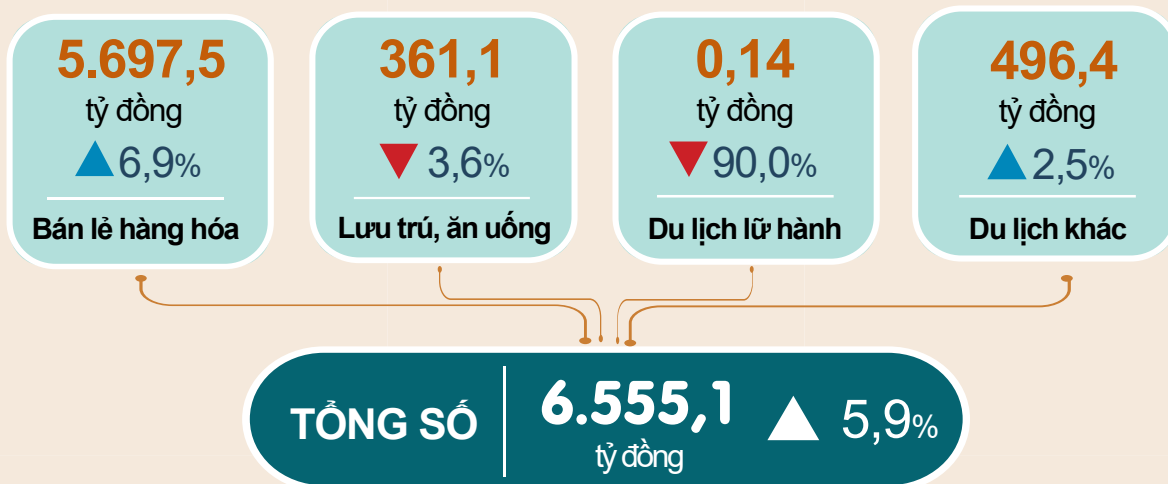 5.697,5
tỷ đồng
6,9%
Bán lẻ hàng hóa
361,1
tỷ đồng
3,6%
Lưu trú, ăn uống
0,14
tỷ đồng
90,0%
Du lịch lữ hành
496,4
tỷ đồng
2,5%
Du lịch khác
TỔNG SỐ
6.555,1
tỷ đồng
5,9%